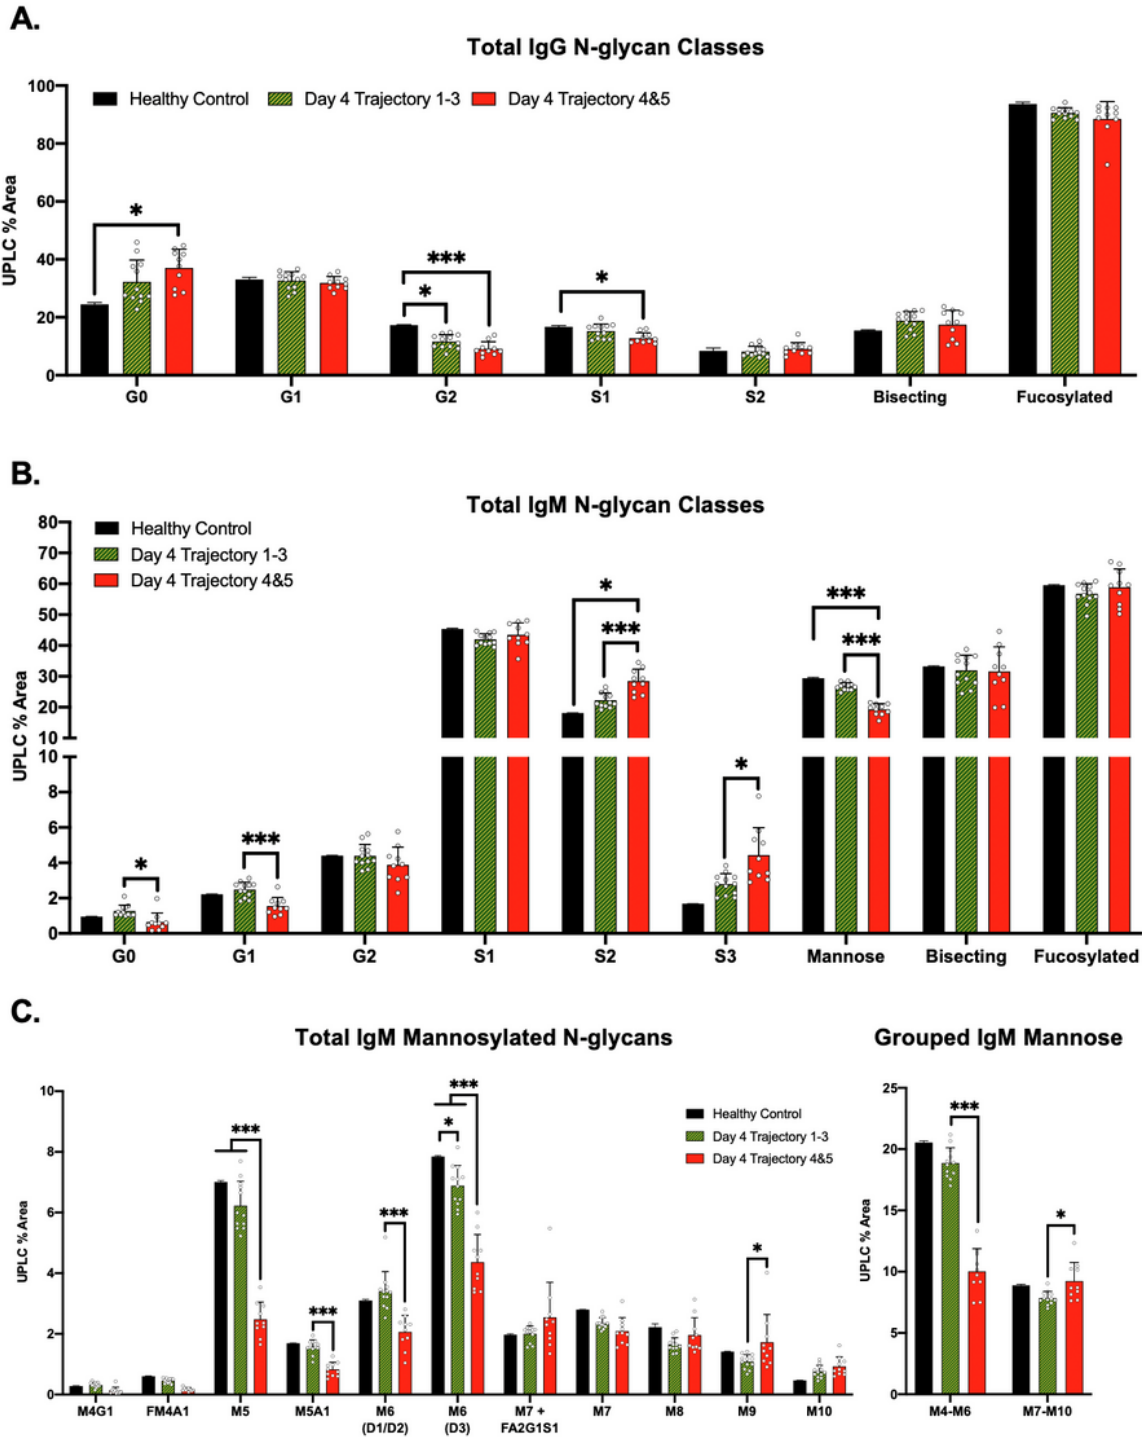 A.
Total IgG N-glycan Classes
Healthy Control Day 4 Trajectory 1-3 Day 4 Trajectory 4&5
UPLC % Area
100
80
60
40
20
0
* *** * *
G0 G1 G2 S1 S2 Bisecting Fucosylated
B.
Total IgM N-glycan Classes
Healthy Control
Day 4 Trajectory 1-3
Day 4 Trajectory 4&5
UPLC % Area
80
70
60
50
40
30
20
10
10
8
6
4
2
0
* *** * *** * *** ***
G0 G1 G2 S1 S2 S3 Mannose Bisecting Fucosylated
C.
Total IgM Mannosylated N-glycans
Healthy Control
Day 4 Trajectory 1-3
Day 4 Trajectory 4&5
UPLC % Area
10
8
6
4
2
0
*** *** *** *** * *
M4G1 FM4A1 M5 M5A1 M6 M6 M7 + M7 M8 M9 M10
(D1/D2) (D3) FA2G1S1
Grouped IgM Mannose
UPLC % Area
25
20
15
10
5
0
*** *
M4-M6 M7-M10